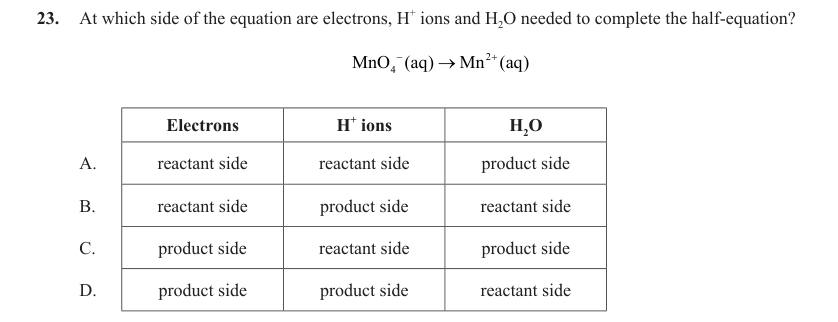 23. At which side of the equation are electrons, H⁺ ions and H₂O needed to complete the half-equation?
MnO₄⁻(aq) → Mn²⁺(aq)
Electrons H⁺ ions H₂O
A. reactant side reactant side product side
B. reactant side product side reactant side
C. product side reactant side product side
D. product side product side reactant side